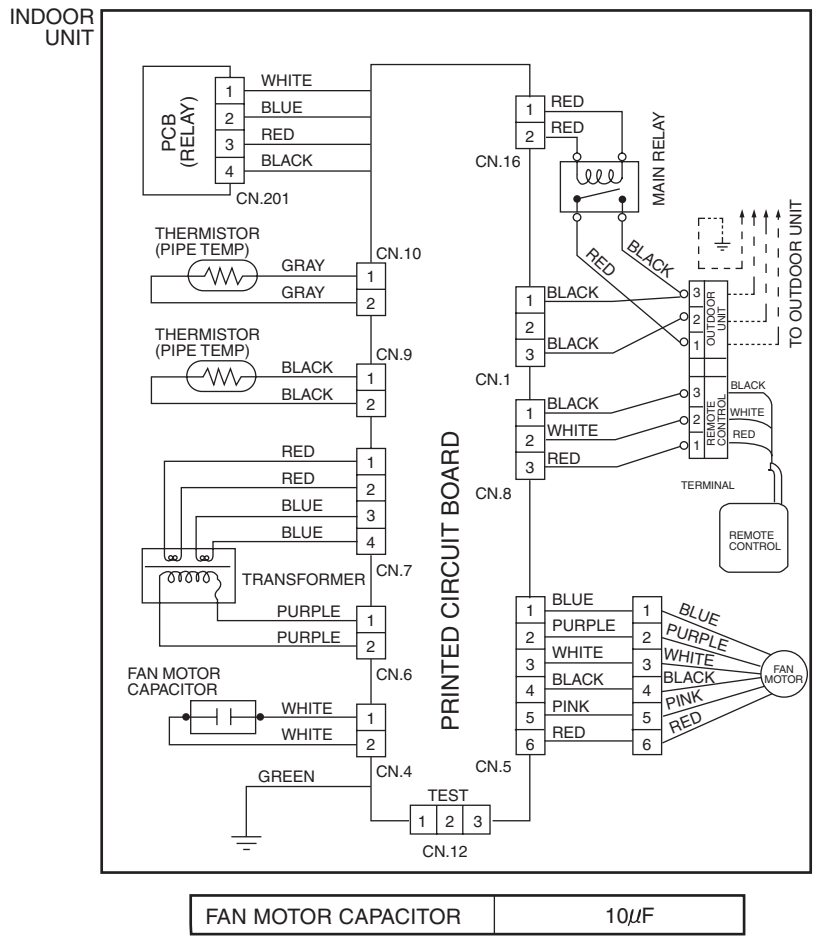 INDOOR
UNIT
PCB
(RELAY)
1 WHITE
2 BLUE
3 RED
4 BLACK
CN.201
THERMISTOR
(PIPE TEMP)
CN.10
GRAY 1
GRAY 2
THERMISTOR
(PIPE TEMP)
CN.9
BLACK 1
BLACK 2
RED 1
RED 2
BLUE 3
BLUE 4
CN.7
TRANSFORMER
PURPLE 1
PURPLE 2
CN.6
FAN MOTOR
CAPACITOR
WHITE 1
WHITE 2
CN.4
GREEN
PRINTED CIRCUIT BOARD
TEST
1 2 3
CN.12
1 RED
2 RED
CN.16
MAIN RELAY
RED
BLACK
1 BLACK
2
3 BLACK
CN.1
3
2
1
OUTDOOR
UNIT
TO OUTDOOR UNIT
1 BLACK
2 WHITE
3 RED
CN.8
3
2
1
REMOTE
CONTROL
BLACK
WHITE
RED
TERMINAL
REMOTE
CONTROL
1 BLUE 1 BLUE
2 PURPLE 2 PURPLE
3 WHITE 3 WHITE
4 BLACK 4 BLACK
5 PINK 5 PINK
6 RED 6 RED
CN.5
FAN
MOTOR
FAN MOTOR CAPACITOR 10μF